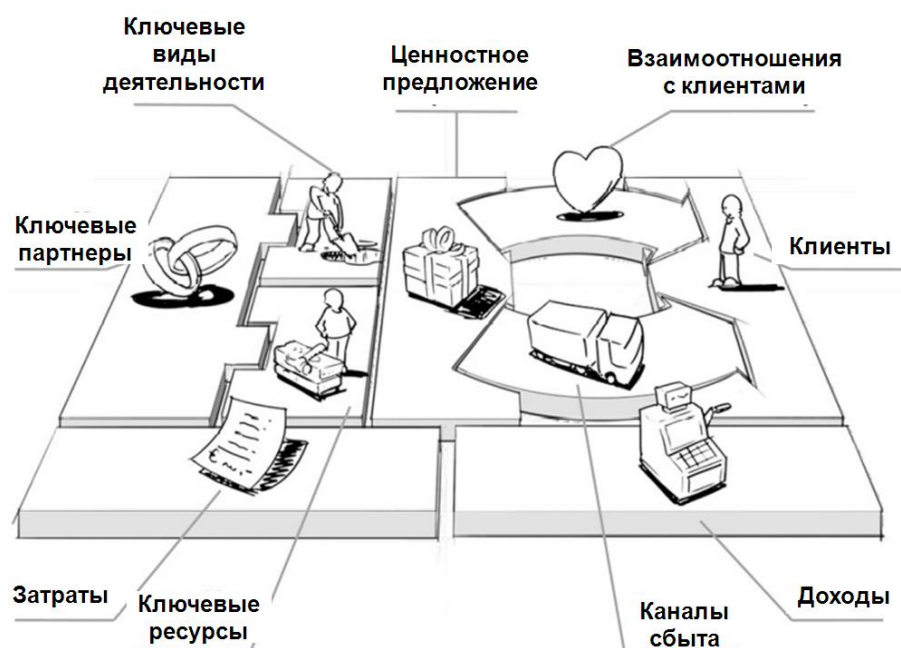 Ключевые
виды
деятельности
Ценностное
предложение
Взаимоотношения
с клиентами
Ключевые
партнеры
Клиенты
Затраты
Ключевые
ресурсы
Каналы
сбыта
Доходы